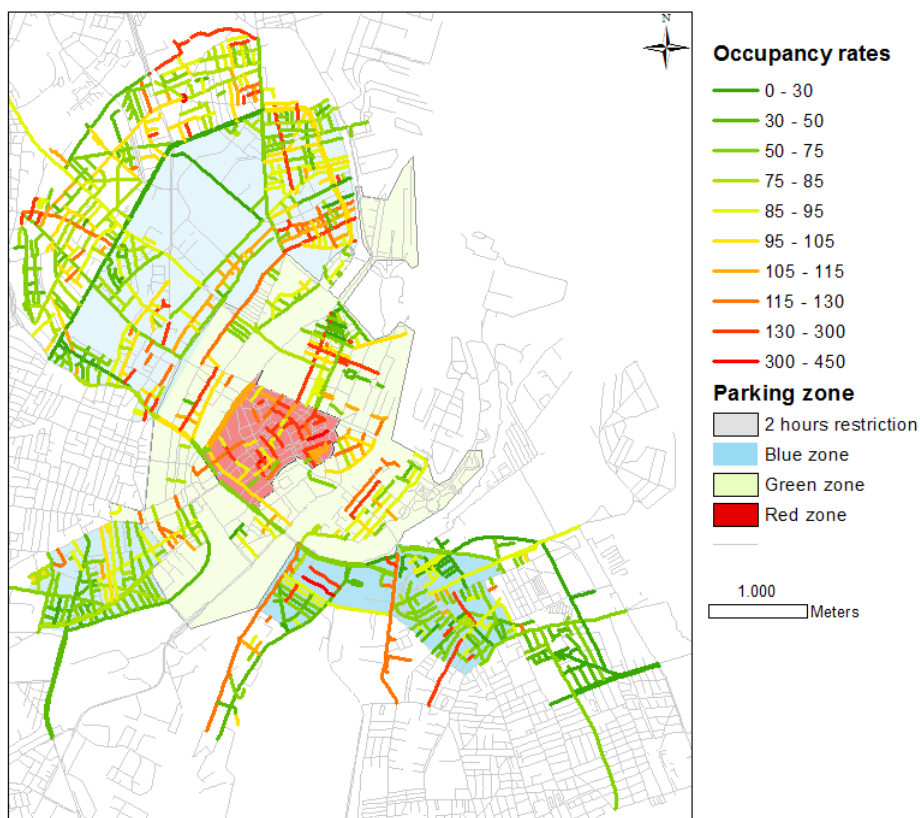 N
Occupancy rates
0 - 30
30 - 50
50 - 75
75 - 85
85 - 95
95 - 105
105 - 115
115 - 130
130 - 300
300 - 450
Parking zone
2 hours restriction
Blue zone
Green zone
Red zone
1.000
Meters